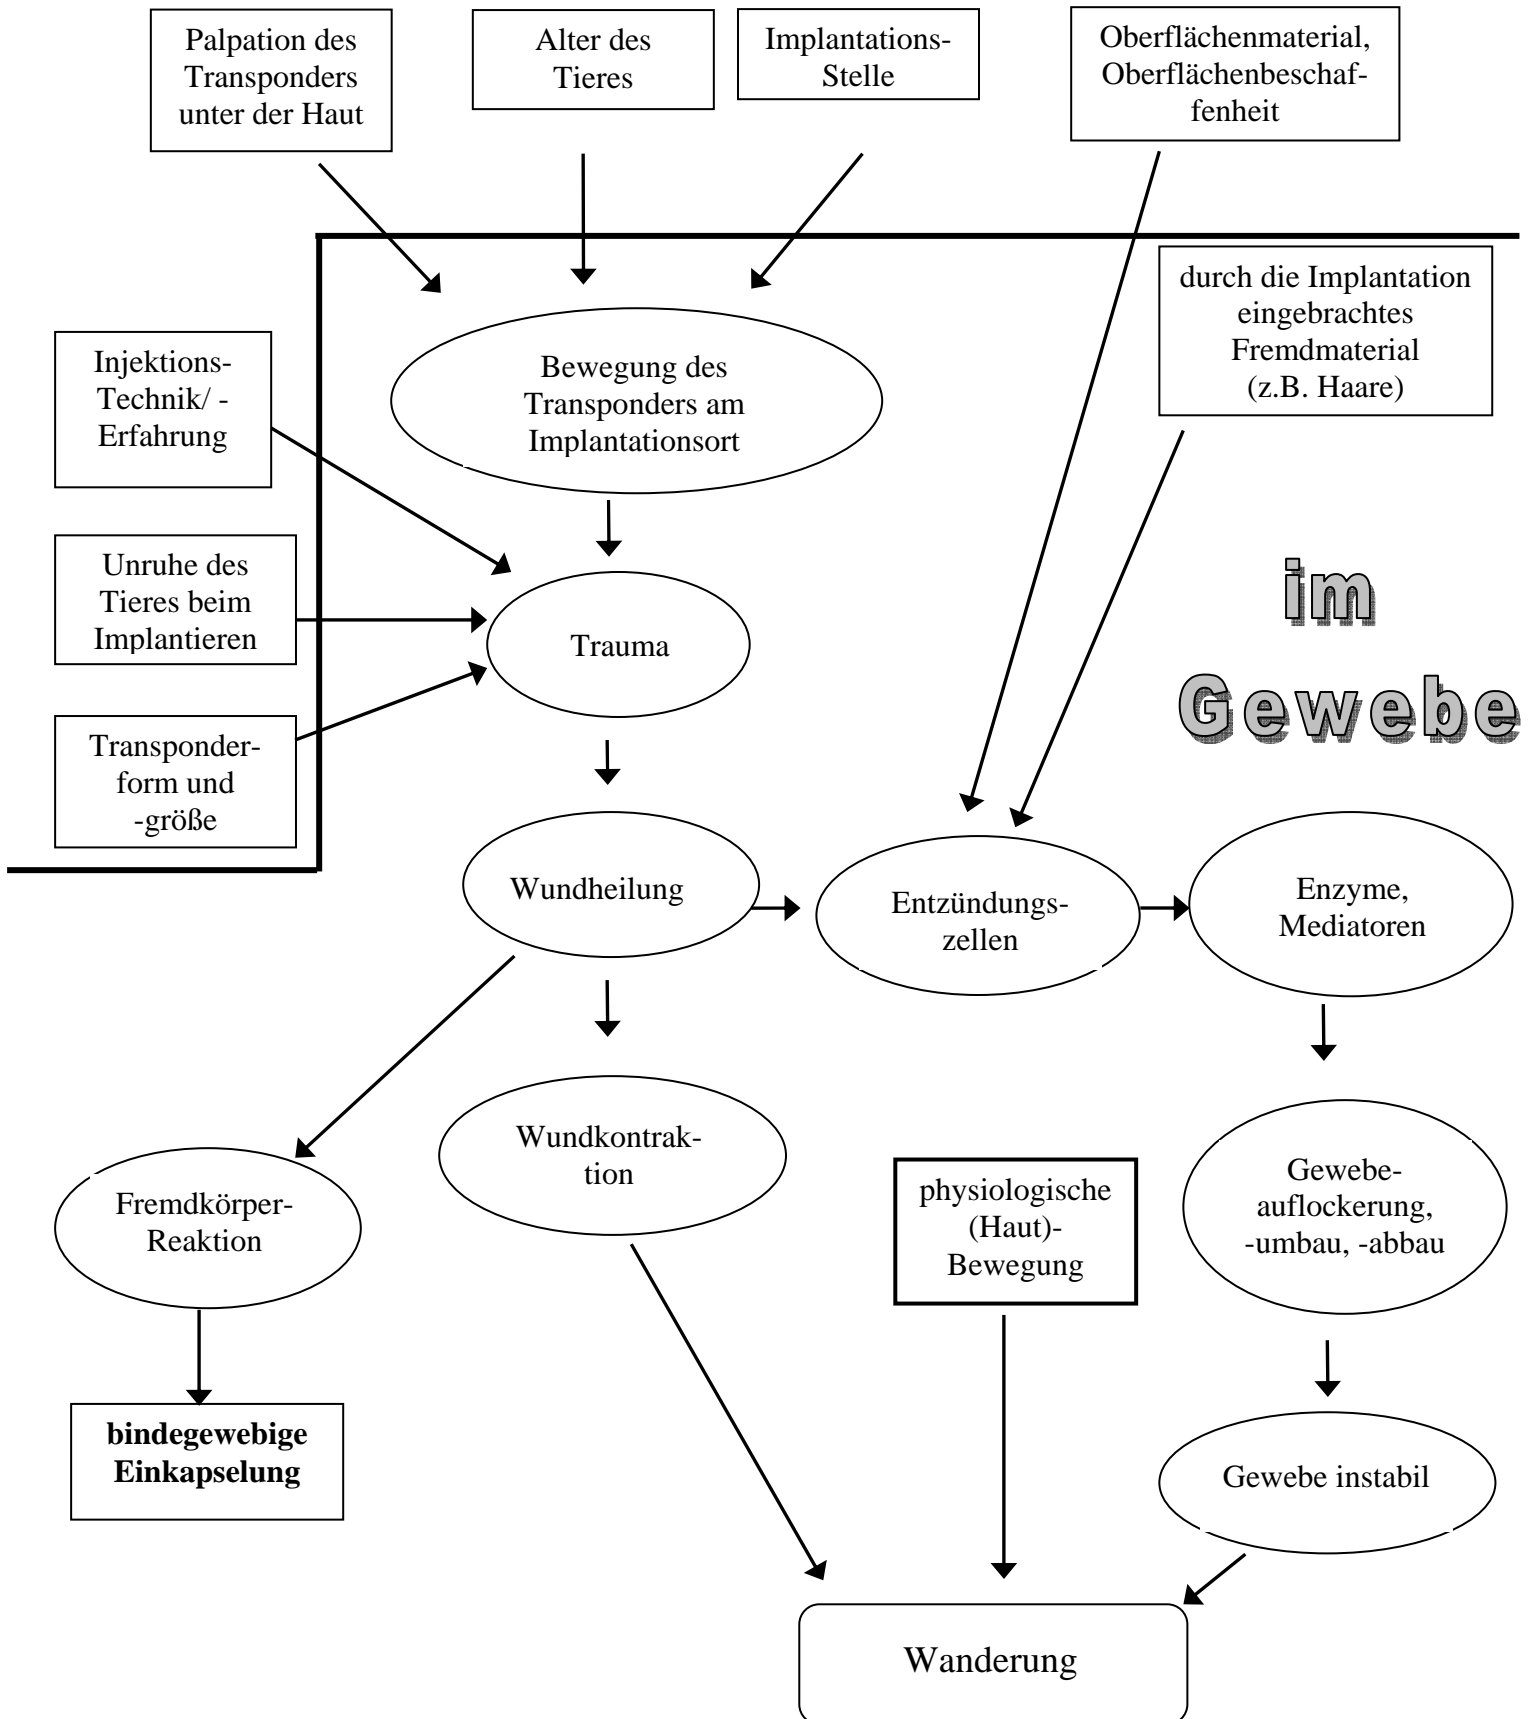 Palpation des
Transponders
unter der Haut
Alter des
Tieres
Implantations-
Stelle
Oberflächenmaterial,
Oberflächenbeschaf-
fenheit
durch die Implantation
eingebrachtes
Fremdmaterial
(z.B. Haare)
Injektions-
Technik/ -
Erfahrung
Bewegung des
Transponders am
Implantationsort
Unruhe des
Tieres beim
Implantieren
Trauma
im
Gewebe
Transponder-
form und
-größe
Wundheilung
Entzündungs-
zellen
Enzyme,
Mediatoren
Fremdkörper-
Reaktion
Wundkontrak-
tion
physiologische
(Haut)-
Bewegung
Gewebe-
auflockerung,
-umbau, -abbau
bindegewebige
Einkapselung
Gewebe instabil
Wanderung